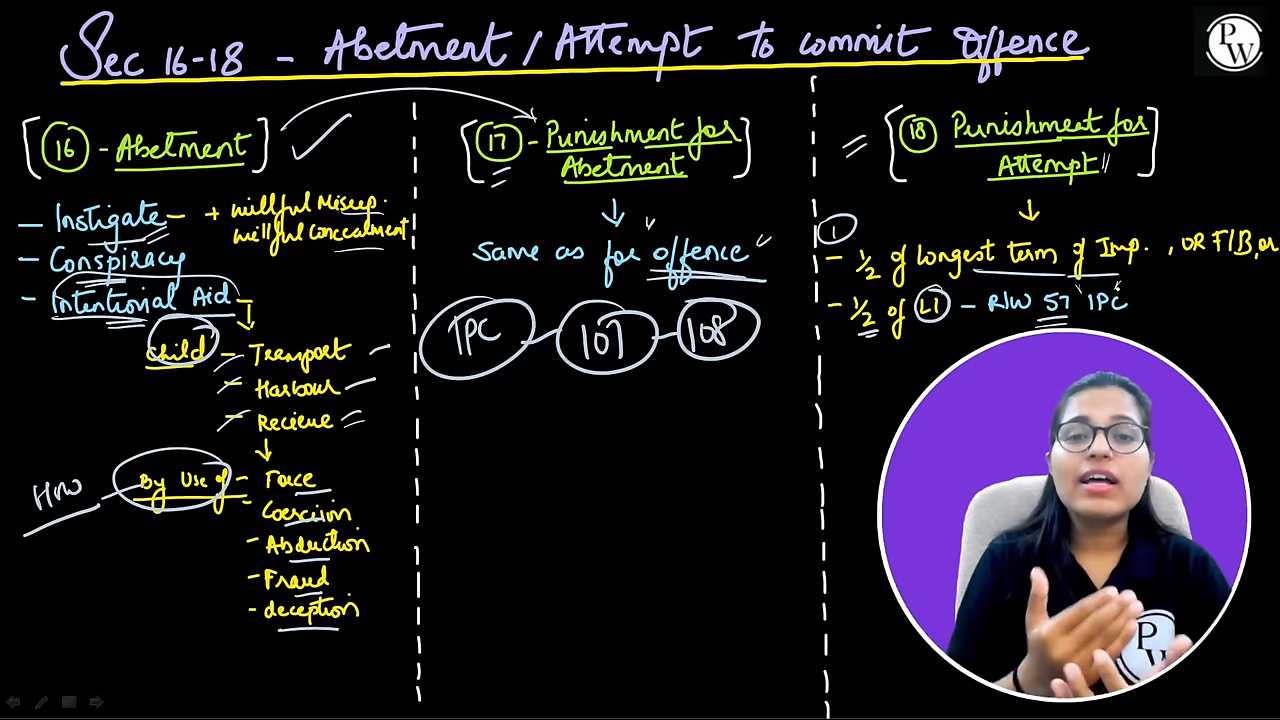 Sec 16-18 - Abetment / Attempt to commit Offence
PW
[16 - Abetment]
- Instigate - + willful Misrep.
willful concealment
- Conspiracy
- Intentional Aid
child - Transport
- Harbour
- Recieve
How - By Use of - Force
- Coercion
- Abduction
- Fraud
- deception
[17 - Punishment for
Abetment]
↓
same as for offence
IPC - 107 - 108
= [18 Punishment for
Attempt]
↓
1
- 1/2 of longest term of Imp., OR F/B, or
- 1/2 of LI - R/W 57 IPC
PW